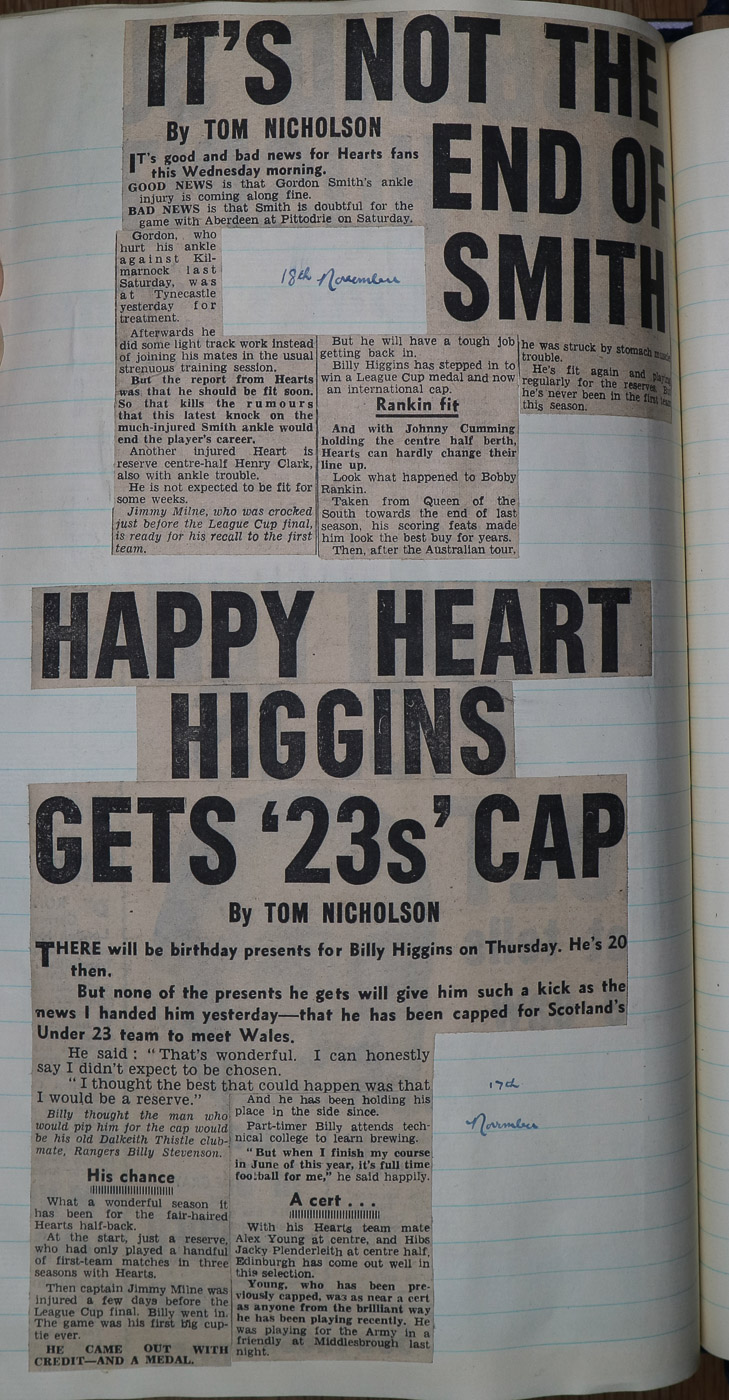 IT'S NOT THE
END OF
SMITH
By TOM NICHOLSON
IT's good and bad news for Hearts fans
this Wednesday morning.
GOOD NEWS is that Gordon Smith's ankle
injury is coming along fine.
BAD NEWS is that Smith is doubtful for the
game with Aberdeen at Pittodrie on Saturday.
Gordon, who
hurt his ankle
against Kil-
marnock last
Saturday, was
at Tynecastle
yesterday for
treatment.
Afterwards he
did some light track work instead
of joining his mates in the usual
strenuous training session.
But the report from Hearts
was that he should be fit soon.
So that kills the rumours
that this latest knock on the
much-injured Smith ankle would
end the player's career.
Another injured Heart is
reserve centre-half Henry Clark,
also with ankle trouble.
He is not expected to be fit for
some weeks.
Jimmy Milne, who was crocked
just before the League Cup final,
is ready for his recall to the first
team.
18th November
But he will have a tough job
getting back in.
Billy Higgins has stepped in to
win a League Cup medal and now
an international cap.
Rankin fit
And with Johnny Cumming
holding the centre half berth,
Hearts can hardly change their
line up.
Look what happened to Bobby
Rankin.
Taken from Queen of the
South towards the end of last
season, his scoring feats made
him look the best buy for years.
Then, after the Australian tour,
he was struck by stomach muscle
trouble.
He's fit again and playing
regularly for the reserves. But
he's never been in the first team
this season.
HAPPY HEART
HIGGINS
GETS '23s' CAP
By TOM NICHOLSON
THERE will be birthday presents for Billy Higgins on Thursday. He's 20
then.
But none of the presents he gets will give him such a kick as the
news I handed him yesterday—that he has been capped for Scotland's
Under 23 team to meet Wales.
He said: "That's wonderful. I can honestly
say I didn't expect to be chosen.
"I thought the best that could happen was that
I would be a reserve."
Billy thought the man who
would pip him for the cap would
be his old Dalkeith Thistle club-
mate, Rangers Billy Stevenson.
His chance
What a wonderful season it
has been for the fair-haired
Hearts half-back.
At the start, just a reserve,
who had only played a handful
of first-team matches in three
seasons with Hearts.
Then captain Jimmy Milne was
injured a few days before the
League Cup final. Billy went in.
The game was his first big cup-
tie ever.
HE CAME OUT WITH
CREDIT—AND A MEDAL.
And he has been holding his
place in the side since.
Part-timer Billy attends tech-
nical college to learn brewing.
"But when I finish my course
in June of this year, it's full time
football for me," he said happily.
A cert . . .
With his Hearts team mate
Alex Young at centre, and Hibs
Jacky Plenderleith at centre half,
Edinburgh has come out well in
this selection.
Young, who has been pre-
viously capped, was as near a cert
as anyone from the brilliant way
he has been playing recently. He
was playing for the Army in a
friendly at Middlesbrough last
night.
17th
November